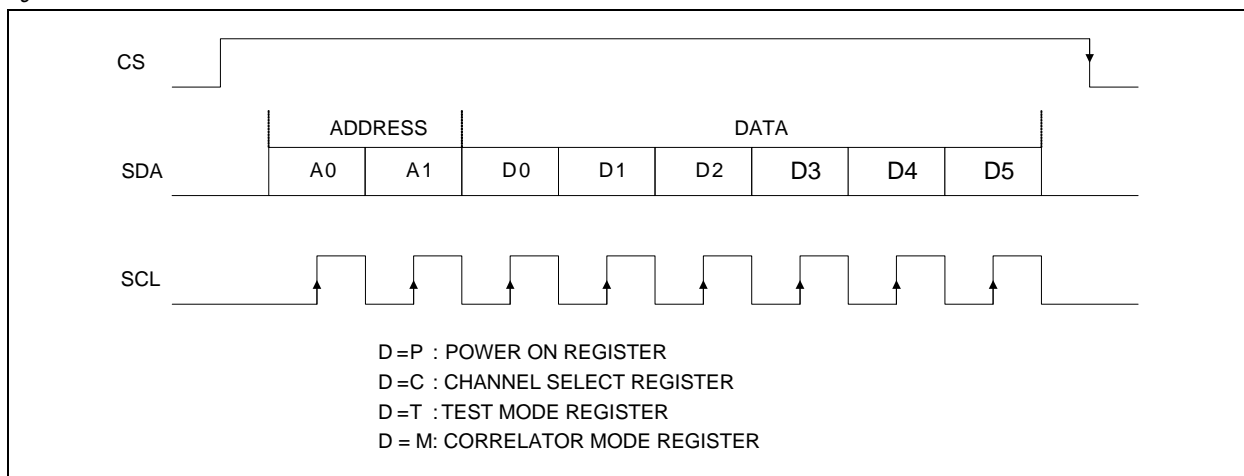 CS
ADDRESS DATA
SDA A0 A1 D0 D1 D2 D3 D4 D5
SCL
D =P : POWER ON REGISTER
D =C : CHANNEL SELECT REGISTER
D =T : TEST MODE REGISTER
D = M: CORRELATOR MODE REGISTER